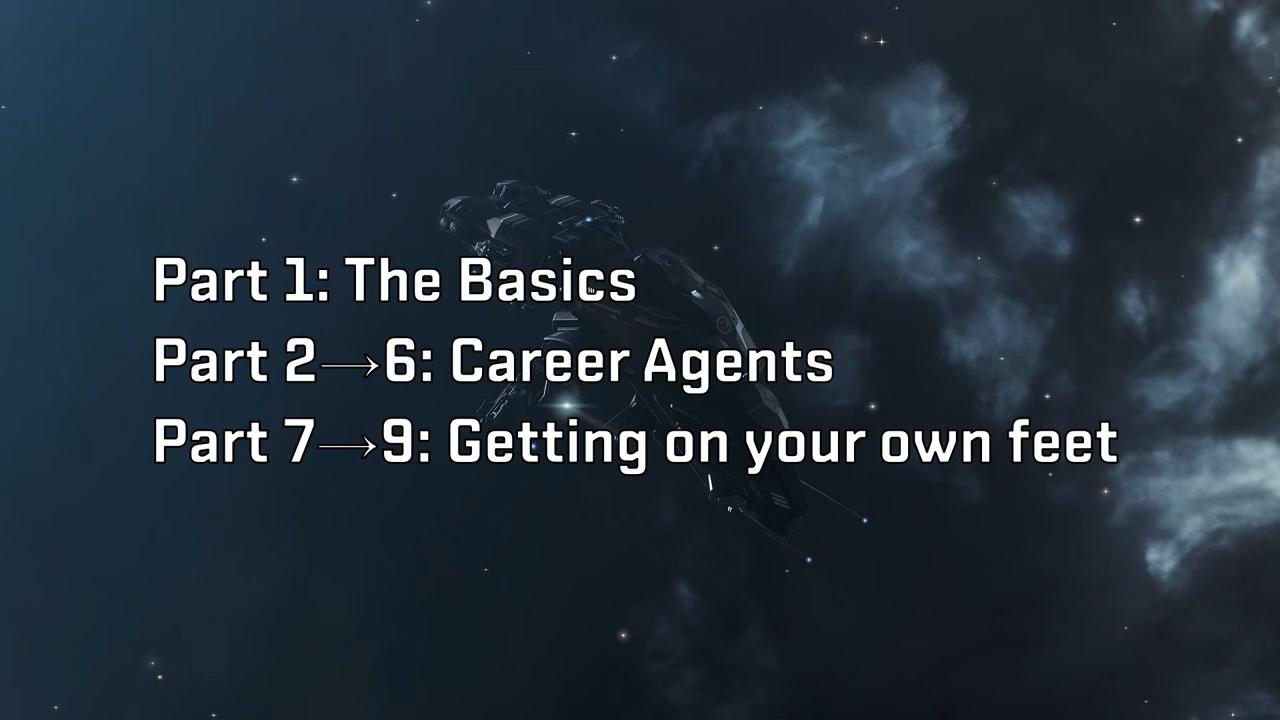 Part 1: The Basics
Part 2→6: Career Agents
Part 7→9: Getting on your own feet